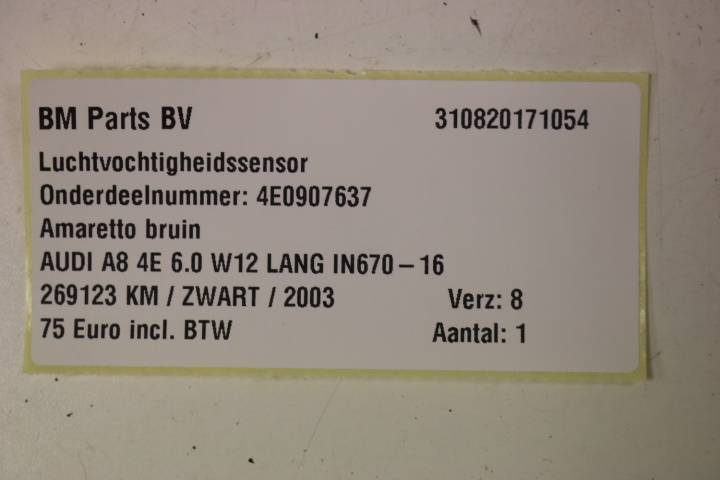 BM Parts BV 310820171054
Luchtvochtigheidssensor
Onderdeelnummer: 4E0907637
Amaretto bruin
AUDI A8 4E 6.0 W12 LANG IN670-16
269123 KM / ZWART / 2003 Verz: 8
75 Euro incl. BTW Aantal: 1